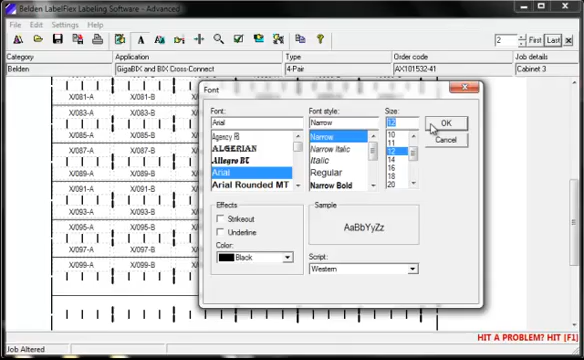 Belden LabelFlex Labeling Software - Advanced
File Edit Settings Help
2 First Last
Category Application Type Order code Job details
Belden GigaBIX and BIX Cross-Connect 4-Pair AX101532-41 Cabinet 3
X/081-A X/081-B
X/083-A X/083-B
X/085-A X/085-B
X/087-A X/087-B
X/089-A X/089-B
X/091-A X/091-B
X/093-A X/093-B
X/095-A X/095-B
X/097-A X/097-B
X/099-A X/099-B
Font
Font: Font style: Size:
Arial Narrow 12
Agency FB Narrow 10
ALGERIAN Narrow Italic 11
Allegro BT Italic 12
Arial Regular 14
Arial Rounded MT Narrow Bold 16
18
20
OK
Cancel
Effects
Strikeout
Underline
Color:
Black
Sample
AaBbYyZz
Script:
Western
HIT A PROBLEM? HIT [F1]
Job Altered